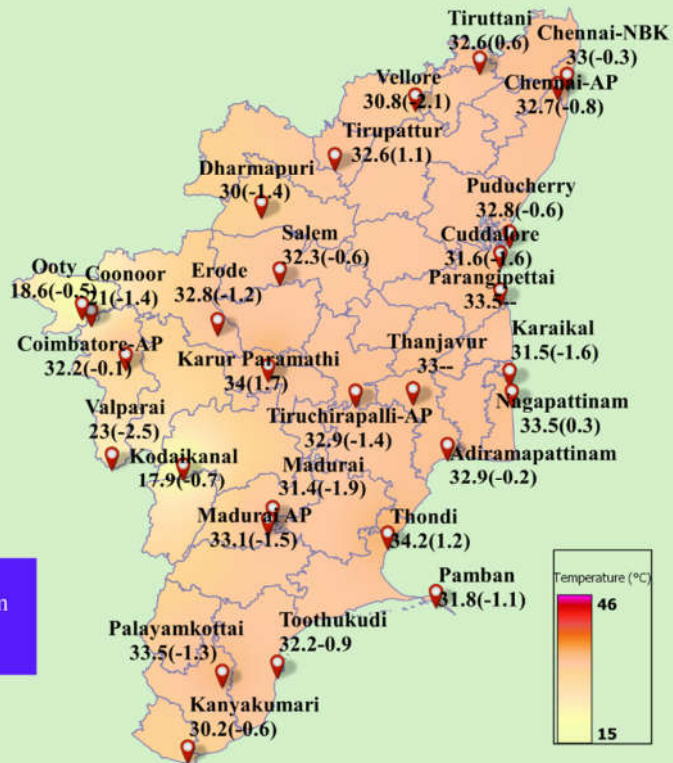 Tiruttani
32.6(0.6)
Chennai-NBK
33(-0.3)
Vellore
30.8(-2.1)
Chennai-AP
32.7(-0.8)
Tirupattur
32.6(1.1)
Dharmapuri
30(-1.4)
Puducherry
32.8(-0.6)
Salem
32.3(-0.6)
Cuddalore
31.6(-1.6)
Ooty
18.6(-0.5)
Coonoor
21(-1.4)
Erode
32.8(-1.2)
Parangipettai
33.5--
Karaikal
31.5(-1.6)
Coimbatore-AP
32.2(-0.1)
Karur Paramathi
34(1.7)
Thanjavur
33--
Nagapattinam
33.5(0.3)
Valparai
23(-2.5)
Tiruchirapalli-AP
32.9(-1.4)
Kodaikanal
17.9(-0.7)
Madurai
31.4(-1.9)
Adiramapattinam
32.9(-0.2)
Madurai AP
33.1(-1.5)
Thondi
34.2(1.2)
Pamban
31.8(-1.1)
Temperature (°C)
46
15
m
Palayamkottai
33.5(-1.3)
Toothukudi
32.2-0.9
Kanyakumari
30.2(-0.6)